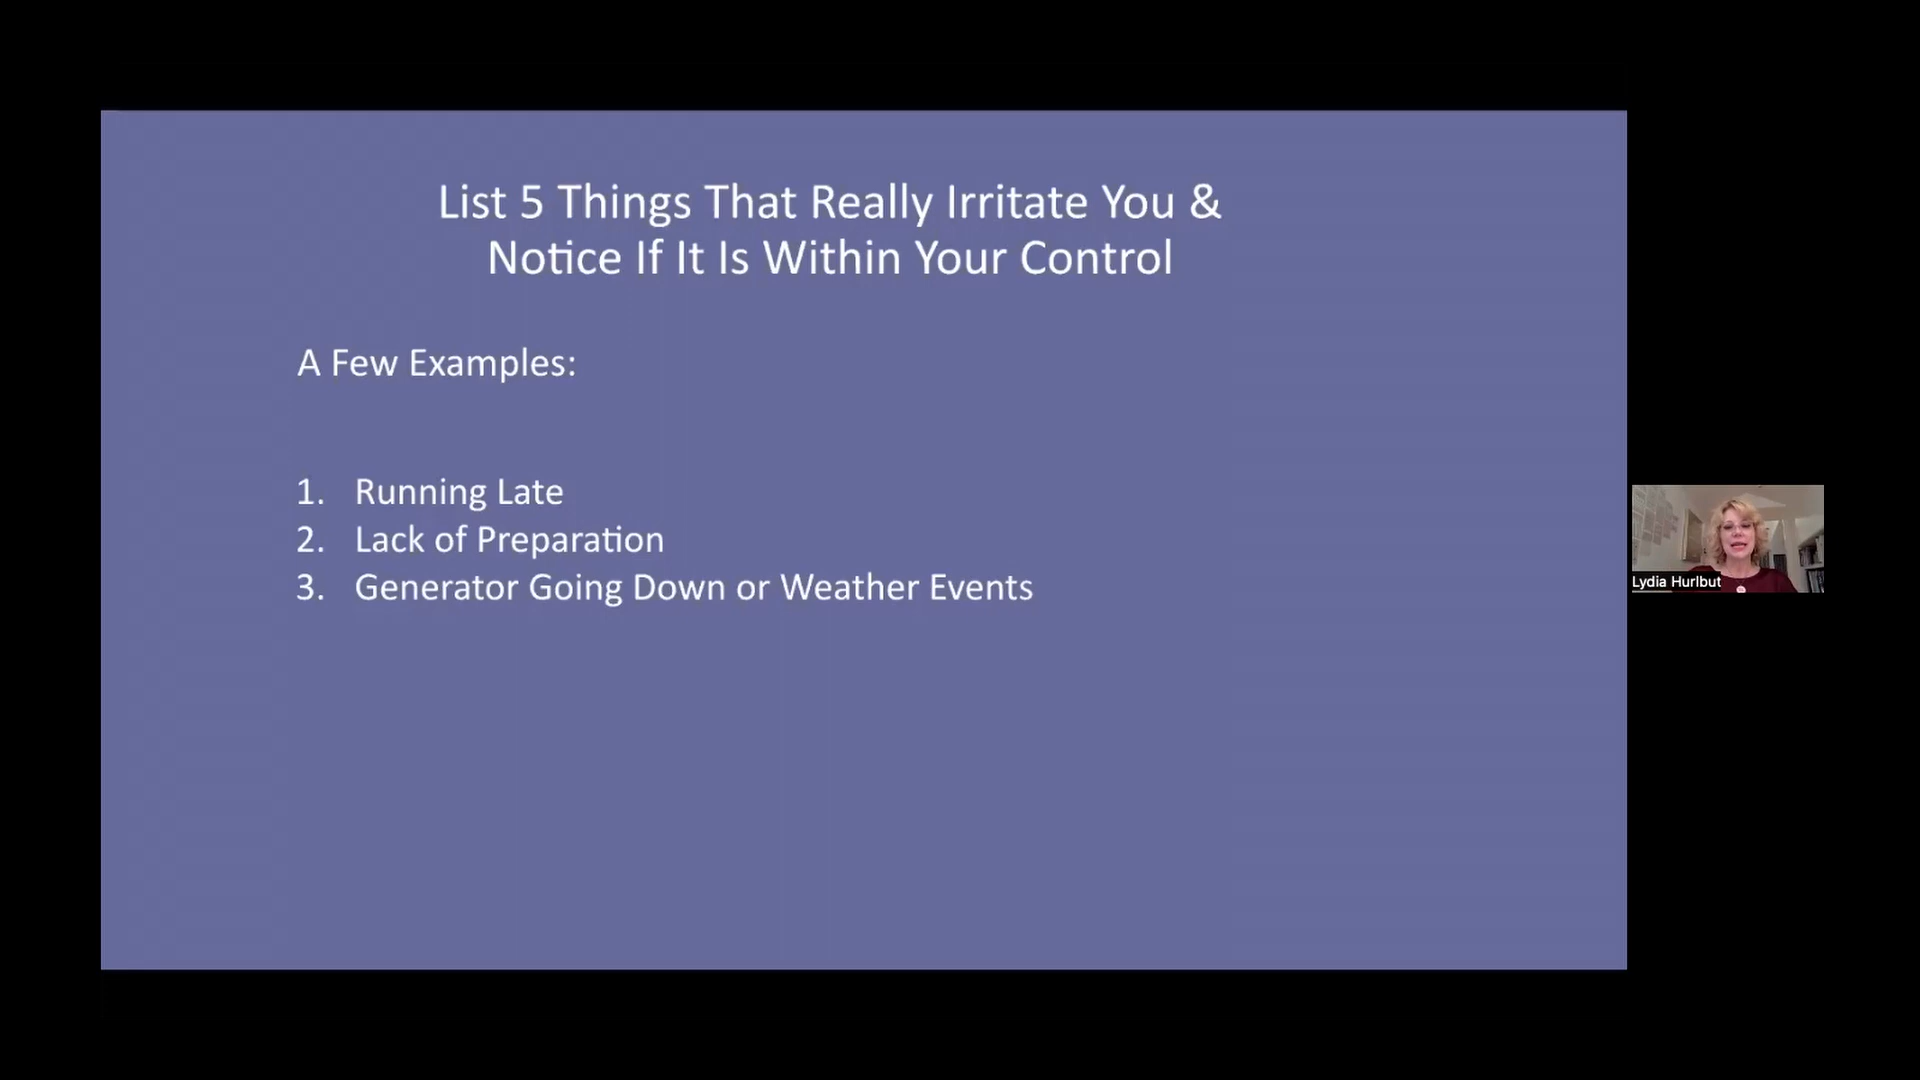 List 5 Things That Really Irritate You &
Notice If It Is Within Your Control
A Few Examples:
1. Running Late
2. Lack of Preparation
3. Generator Going Down or Weather Events
Lydia Hurlbut